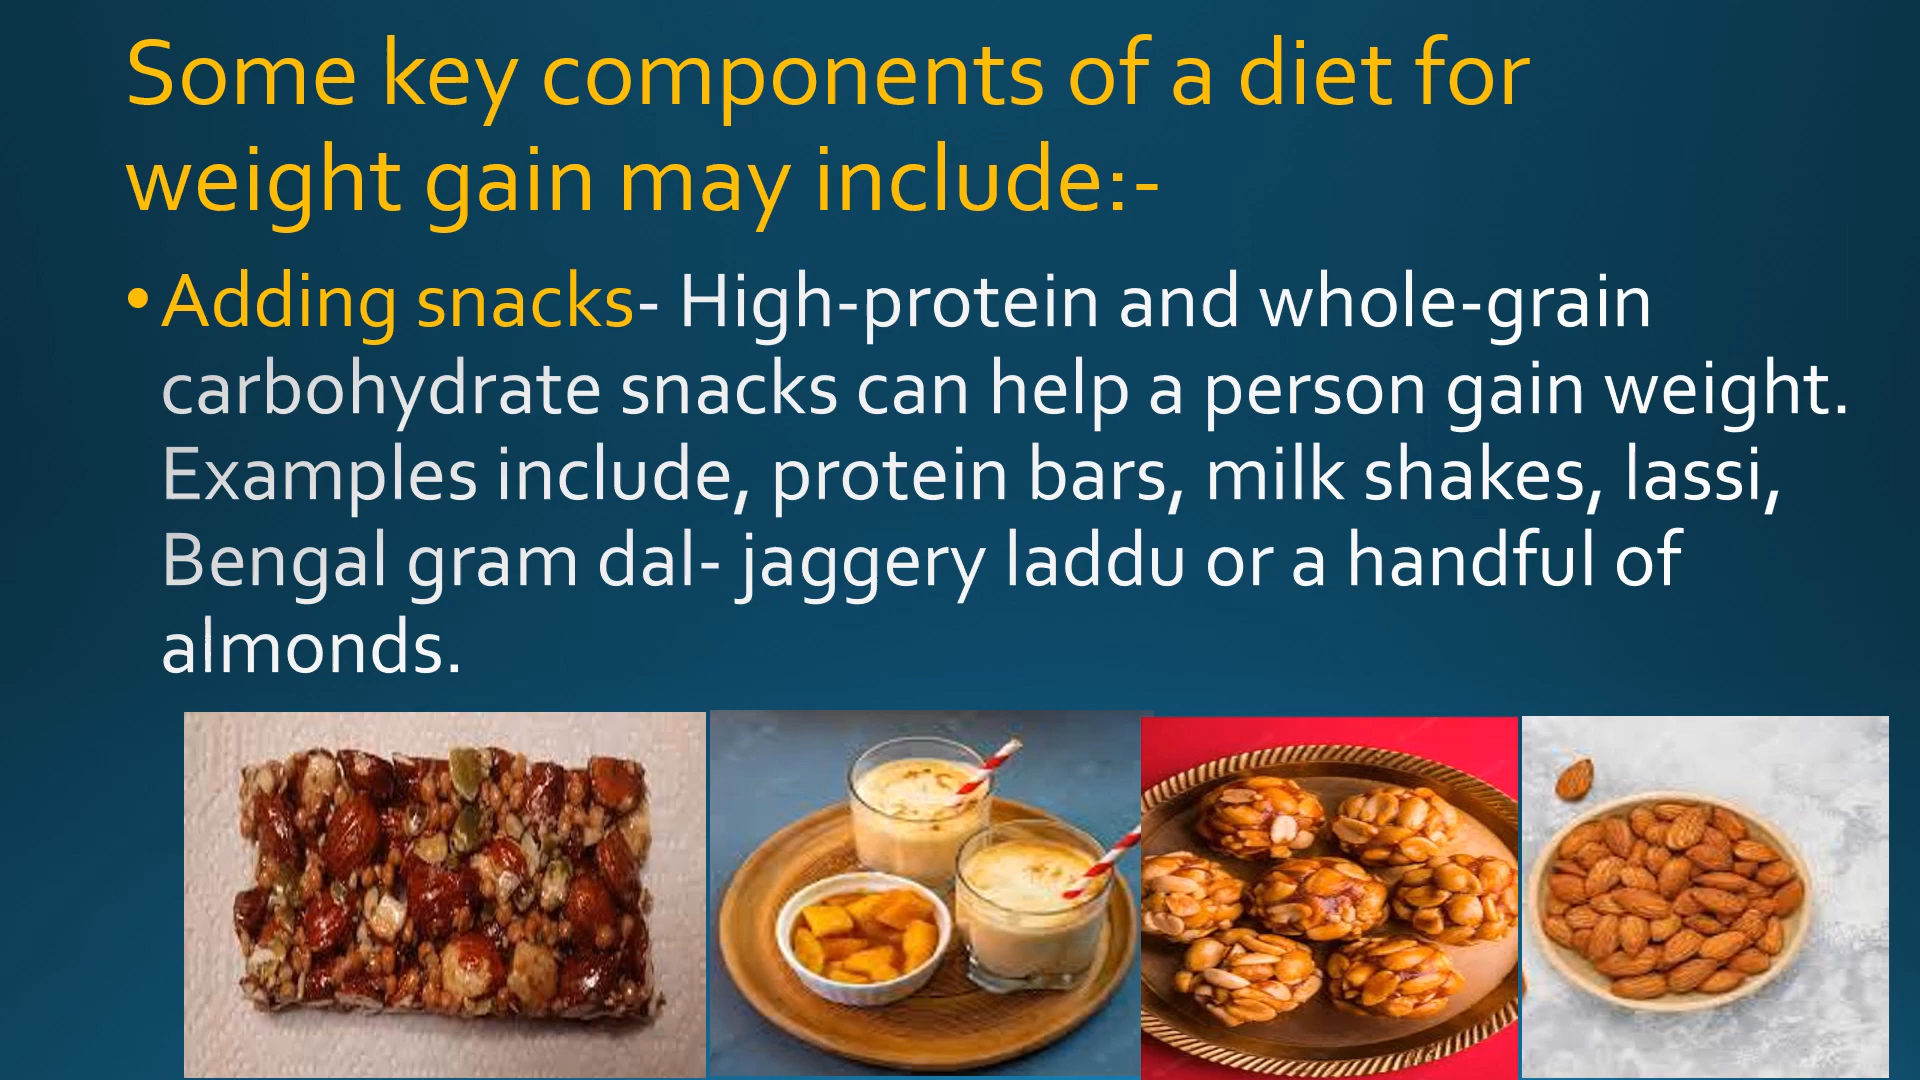 Some key components of a diet for
weight gain may include:-
•Adding snacks- High-protein and whole-grain
carbohydrate snacks can help a person gain weight.
Examples include, protein bars, milk shakes, lassi,
Bengal gram dal- jaggery laddu or a handful of
almonds.